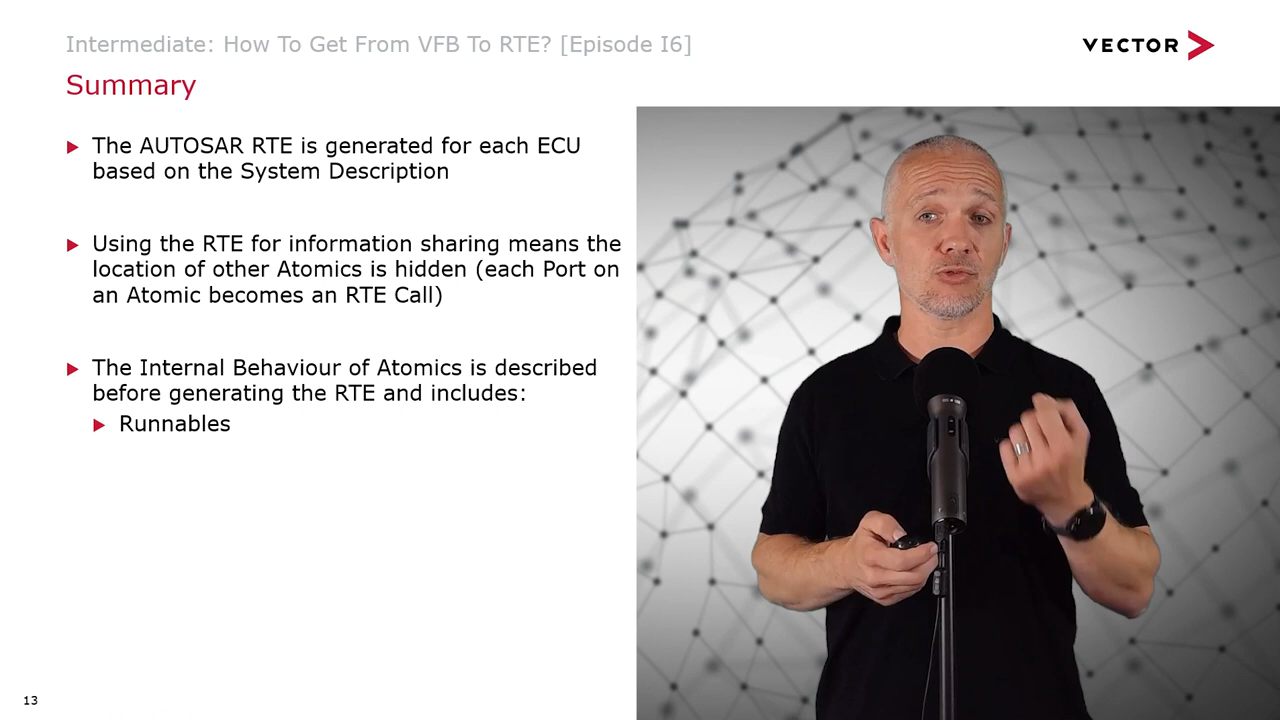 Intermediate: How To Get From VFB To RTE? [Episode I6]
VECTOR
Summary
The AUTOSAR RTE is generated for each ECU
based on the System Description
Using the RTE for information sharing means the
location of other Atomics is hidden (each Port on
an Atomic becomes an RTE Call)
The Internal Behaviour of Atomics is described
before generating the RTE and includes:
Runnables
13